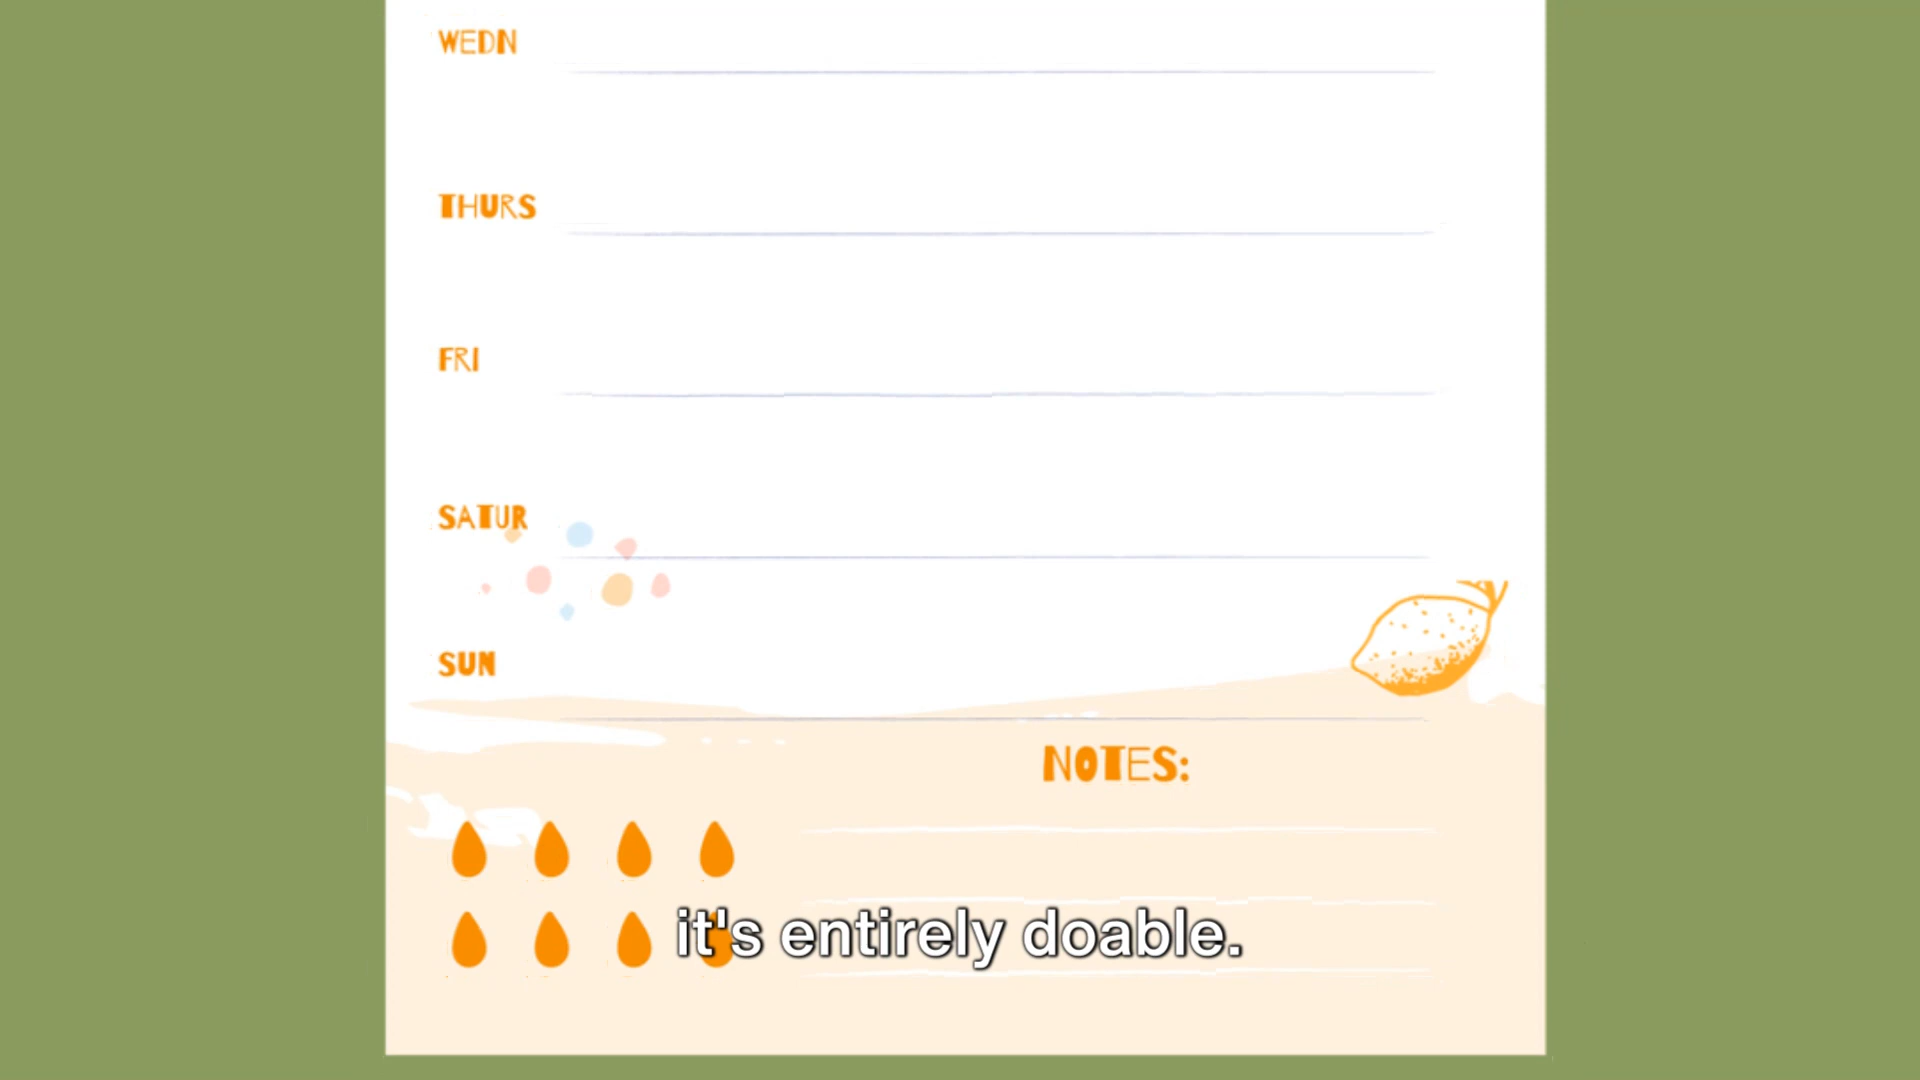 WEDN
THURS
FRI
SATUR
SUN
NOTES:
it's entirely doable.